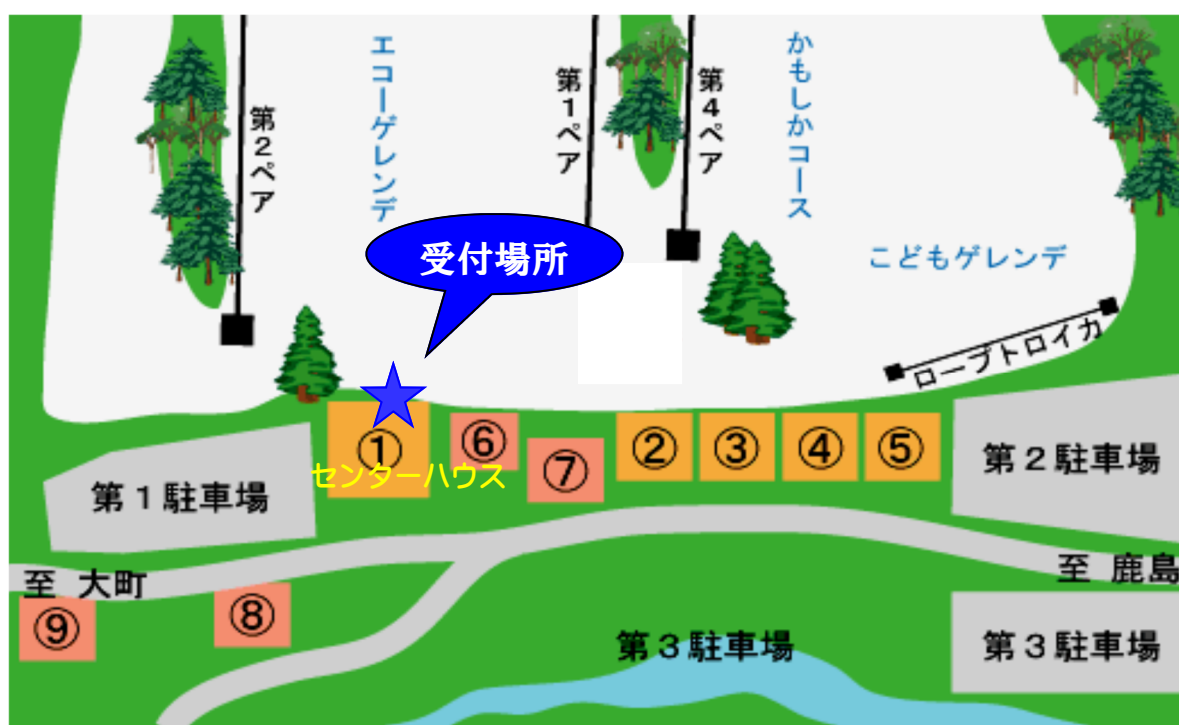 エコーゲレンデ
第1ペア
第4ペア
かもしかコース
第2ペア
受付場所
こどもゲレンデ
ロープトロイカ
①
⑥
⑦
②
③
④
⑤
センターハウス
第1駐車場
第2駐車場
至 大町
至 鹿島
⑨
⑧
第3駐車場
第3駐車場